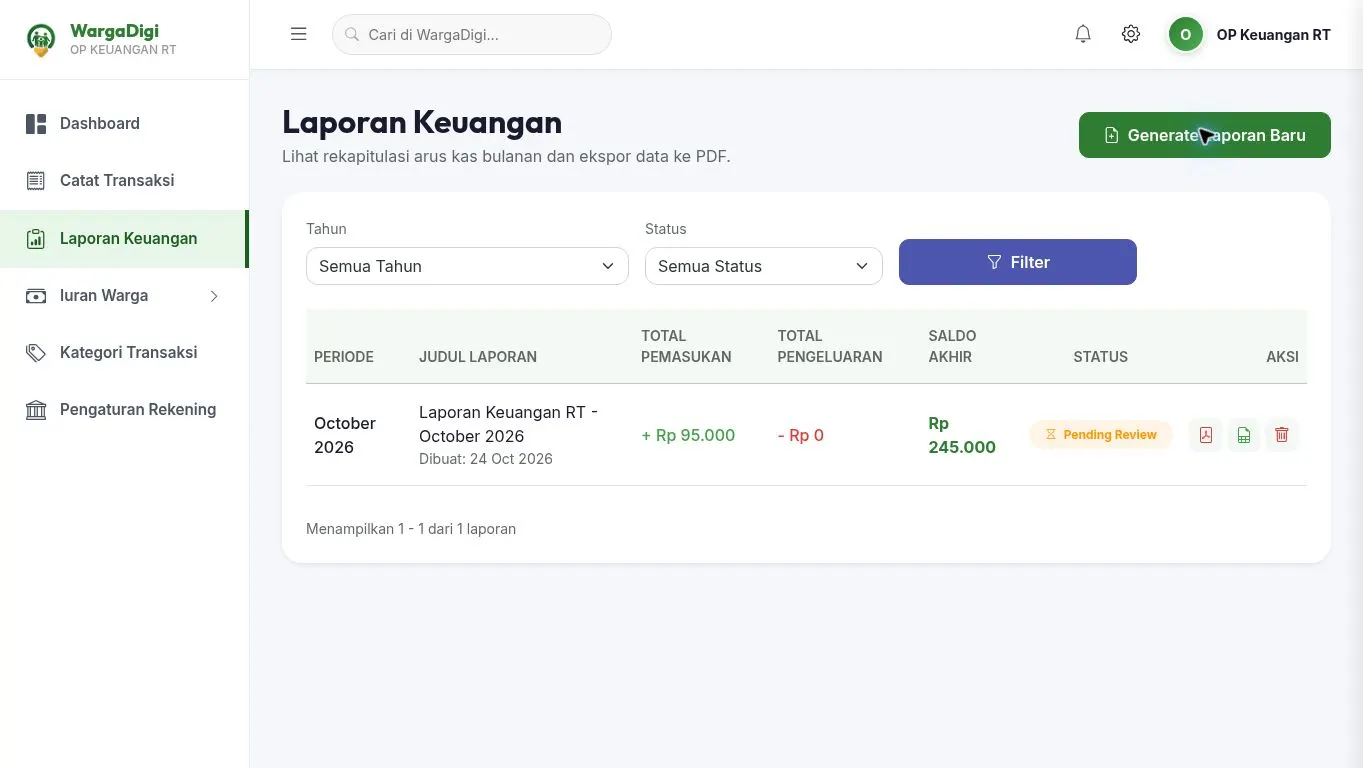 WargaDigi
OP KEUANGAN RT
Cari di WargaDigi...
O
OP Keuangan RT
Dashboard
Catat Transaksi
Laporan Keuangan
Iuran Warga
Kategori Transaksi
Pengaturan Rekening
Laporan Keuangan
Lihat rekapitulasi arus kas bulanan dan ekspor data ke PDF.
Generate Laporan Baru
Tahun
Status
Semua Tahun
Semua Status
Filter
PERIODE
JUDUL LAPORAN
TOTAL
PEMASUKAN
TOTAL
PENGELUARAN
SALDO
AKHIR
STATUS
AKSI
October
2026
Laporan Keuangan RT -
October 2026
Dibuat: 24 Oct 2026
+ Rp 95.000
- Rp 0
Rp
245.000
Pending Review
Menampilkan 1 - 1 dari 1 laporan